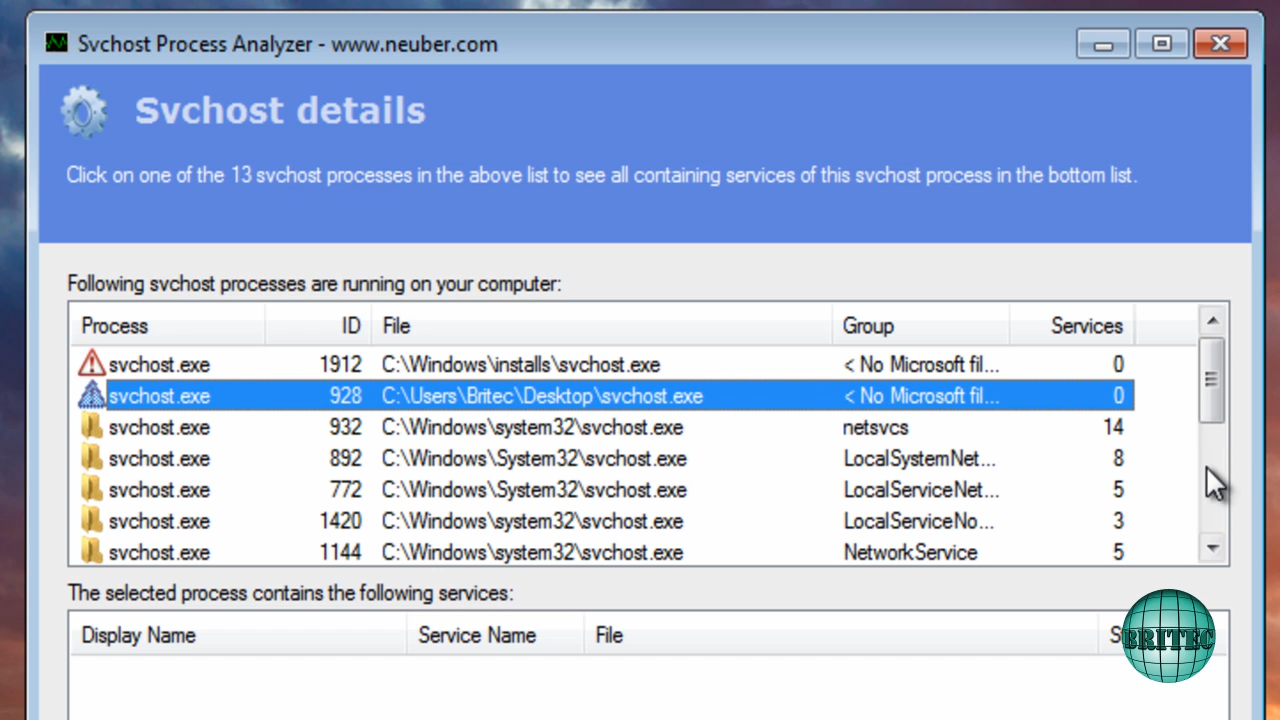 Svchost Process Analyzer - www.neuber.com
Svchost details
Click on one of the 13 svchost processes in the above list to see all containing services of this svchost process in the bottom list.
Following svchost processes are running on your computer:
Process ID File Group Services
svchost.exe 1912 C:\Windows\installs\svchost.exe < No Microsoft fil... 0
svchost.exe 928 C:\Users\Britec\Desktop\svchost.exe < No Microsoft fil... 0
svchost.exe 932 C:\Windows\system32\svchost.exe netsvcs 14
svchost.exe 892 C:\Windows\System32\svchost.exe LocalSystemNet... 8
svchost.exe 772 C:\Windows\System32\svchost.exe LocalServiceNet... 5
svchost.exe 1420 C:\Windows\system32\svchost.exe LocalServiceNo... 3
svchost.exe 1144 C:\Windows\system32\svchost.exe NetworkService 5
The selected process contains the following services:
Display Name Service Name File
BRITEC